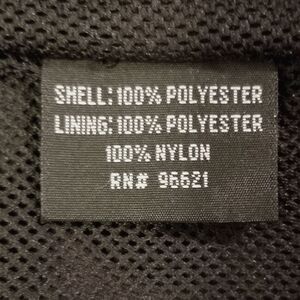 SHELL: 100% POLYESTER
LINING: 100% POLYESTER
100% NYLON
RN# 96621